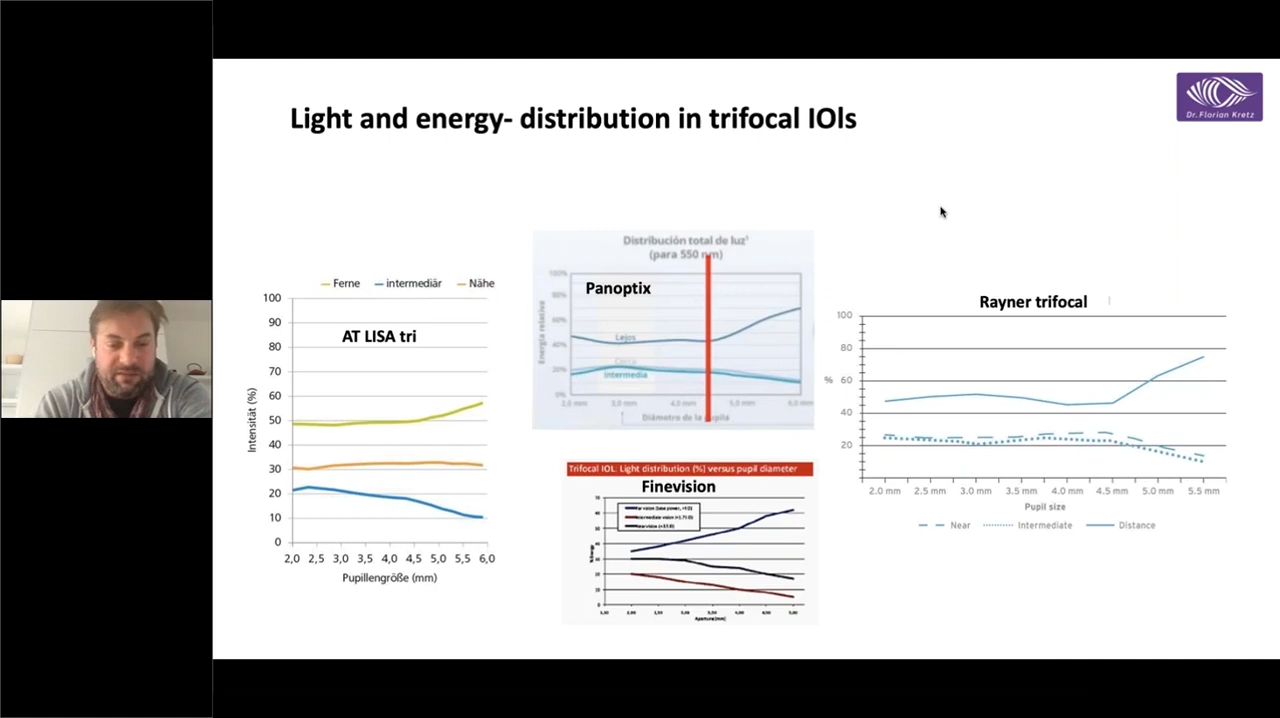 Light and energy- distribution in trifocal IOls
Dr. Florian Kretz
Ferne intermediär Nähe
AT LISA tri
Intensität (%)
100
90
80
70
60
50
40
30
20
10
0
2,0 2,5 3,0 3,5 4,0 4,5 5,0 5,5 6,0
Pupillengröße (mm)
Distribución total de luz¹
(para 550 nm)
Panoptix
Energía relativa
100%
80%
60%
40%
20%
0%
Lejos
Cerca
Intermedia
2,0 mm 3,0 mm 4,0 mm 5,0 mm 6,0 mm
Diámetro de la pupila
Trifocal IOL: Light distribution (%) versus pupil diameter
Finevision
Aperture (mm)
Rayner trifocal
%
100
80
60
40
20
2.0 mm 2.5 mm 3.0 mm 3.5 mm 4.0 mm 4.5 mm 5.0 mm 5.5 mm
Pupil size
Near Intermediate Distance